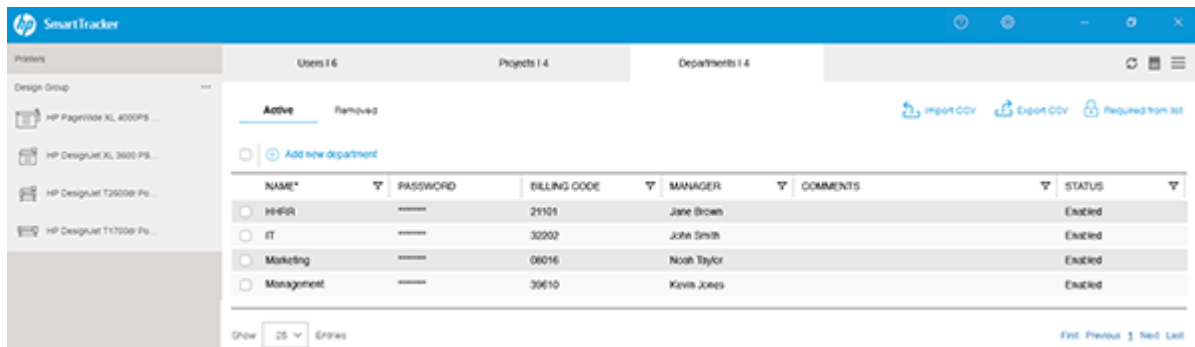 hp SmartTracker
Printers
Users | 6 Projects | 4 Departments | 4
Design Group ...
Active Removed
Import CSV Export CSV Required from list
HP PageWide XL 4000PS ...
HP DesignJet XL 3600 PS...
HP DesignJet T2600dr Po...
HP DesignJet T1700dr Po...
Add new department
NAME* PASSWORD BILLING CODE MANAGER COMMENTS STATUS
HHRR ******** 21101 Jane Brown Enabled
IT ******** 32202 John Smith Enabled
Marketing ******** 08016 Noah Taylor Enabled
Management ******** 39610 Kevin Jones Enabled
Show 25 Entries
First Previous 1 Next Last